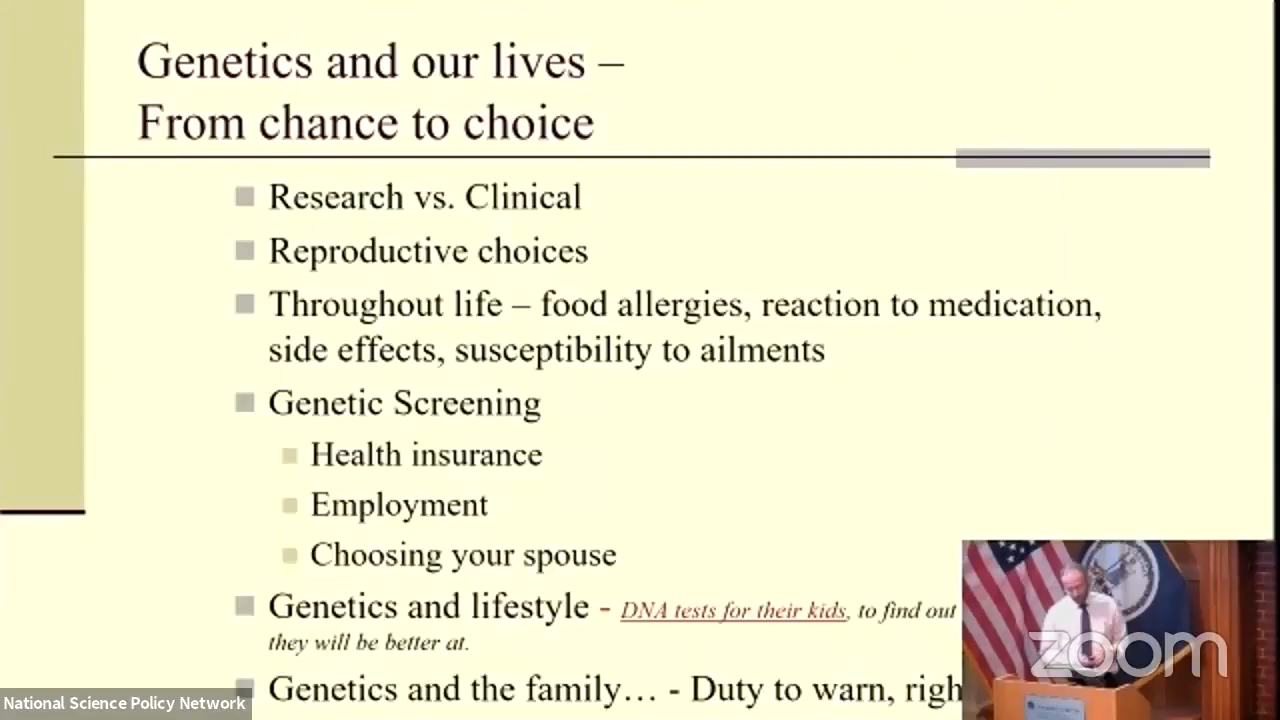 Genetics and our lives –
From chance to choice
Research vs. Clinical
Reproductive choices
Throughout life – food allergies, reaction to medication,
side effects, susceptibility to ailments
Genetic Screening
Health insurance
Employment
Choosing your spouse
Genetics and lifestyle - DNA tests for their kids, to find out
they will be better at.
Genetics and the family… - Duty to warn,
National Science Policy Network
zoom